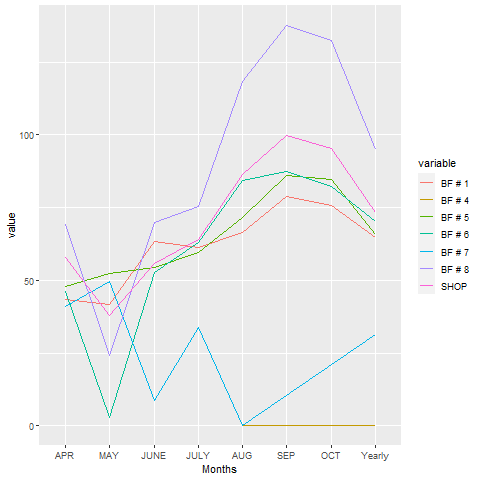 100
50
0
value
APR MAY JUNE JULY AUG SEP OCT Yearly
Months
variable
BF # 1
BF # 4
BF # 5
BF # 6
BF # 7
BF # 8
SHOP